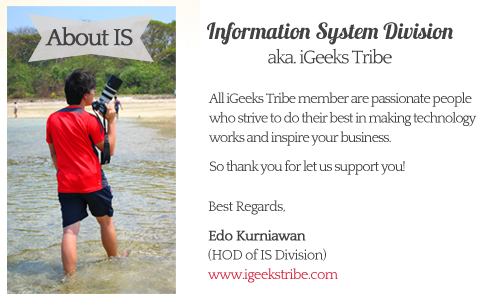 About IS
Information System Division
aka. iGeeks Tribe
All iGeeks Tribe member are passionate people
who strive to do their best in making technology
works and inspire your business.
So thank you for let us support you!
Best Regards,
Edo Kurniawan
(HOD of IS Division)
www.igeekstribe.com